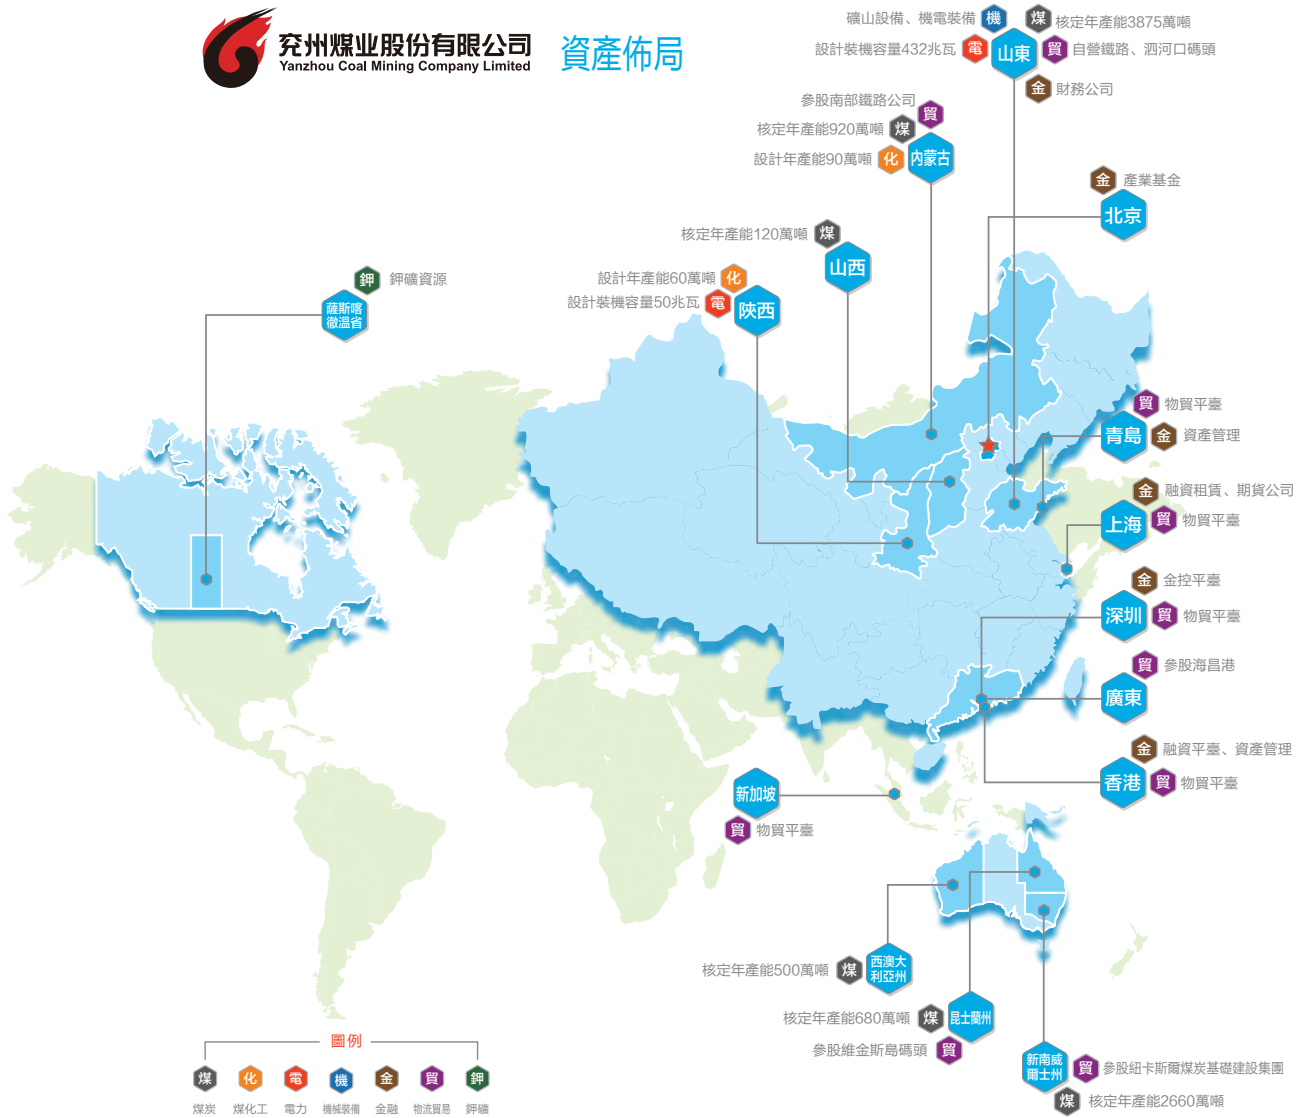 兖州煤业股份有限公司
Yanzhou Coal Mining Company Limited
資產佈局
礦山設備、機電裝備 機 煤 核定年產能3875萬噸
設計裝機容量432兆瓦 電 山東 貿 自營鐵路、泗河口碼頭
金 財務公司
參股南部鐵路公司 貿
核定年產能920萬噸 煤
設計年產能90萬噸 化 內蒙古
金 產業基金
北京
核定年產能120萬噸 煤
山西
設計年產能60萬噸 化
設計裝機容量50兆瓦 電 陝西
鉀 鉀礦資源
薩斯喀
徹溫省
貿 物貿平臺
青島 金 資產管理
金 融資租賃、期貨公司
上海 貿 物貿平臺
金 金控平臺
深圳 貿 物貿平臺
貿 參股海昌港
廣東
金 融資平臺、資產管理
香港 貿 物貿平臺
新加坡
貿 物貿平臺
核定年產能500萬噸 煤
西澳大
利亞州
核定年產能680萬噸 煤 昆士蘭州
參股維金斯島碼頭 貿
新南威
爾士州
貿 參股紐卡斯爾煤炭基礎建設集團
煤 核定年產能2660萬噸
圖例
煤 化 電 機 金 貿 鉀
煤炭 煤化工 電力 機械裝備 金融 物流貿易 鉀礦